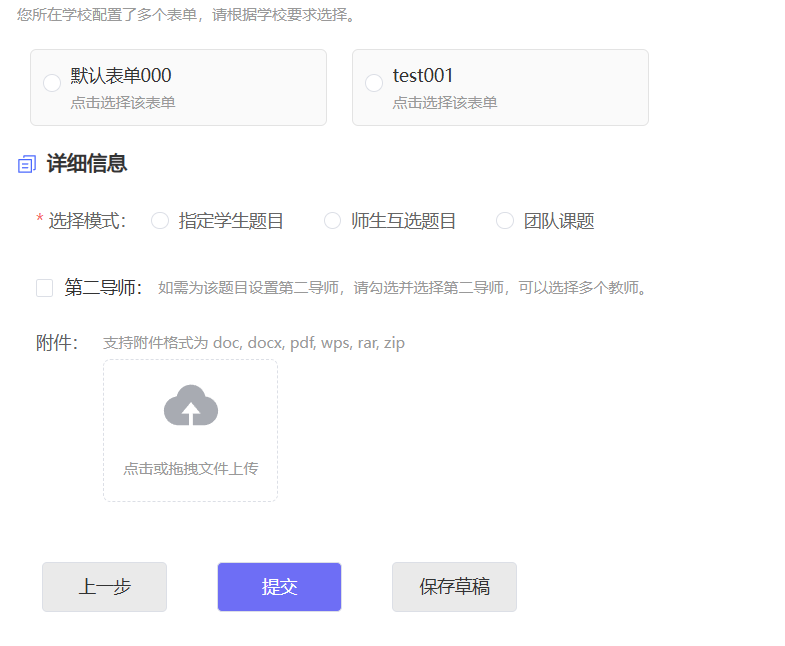 您所在学校配置了多个表单，请根据学校要求选择。
默认表单000 test001
点击选择该表单 点击选择该表单
详细信息
* 选择模式： 指定学生题目 师生互选题目 团队课题
第二导师： 如需为该题目设置第二导师，请勾选并选择第二导师，可以选择多个教师。
附件： 支持附件格式为 doc, docx, pdf, wps, rar, zip
点击或拖拽文件上传
上一步 提交 保存草稿